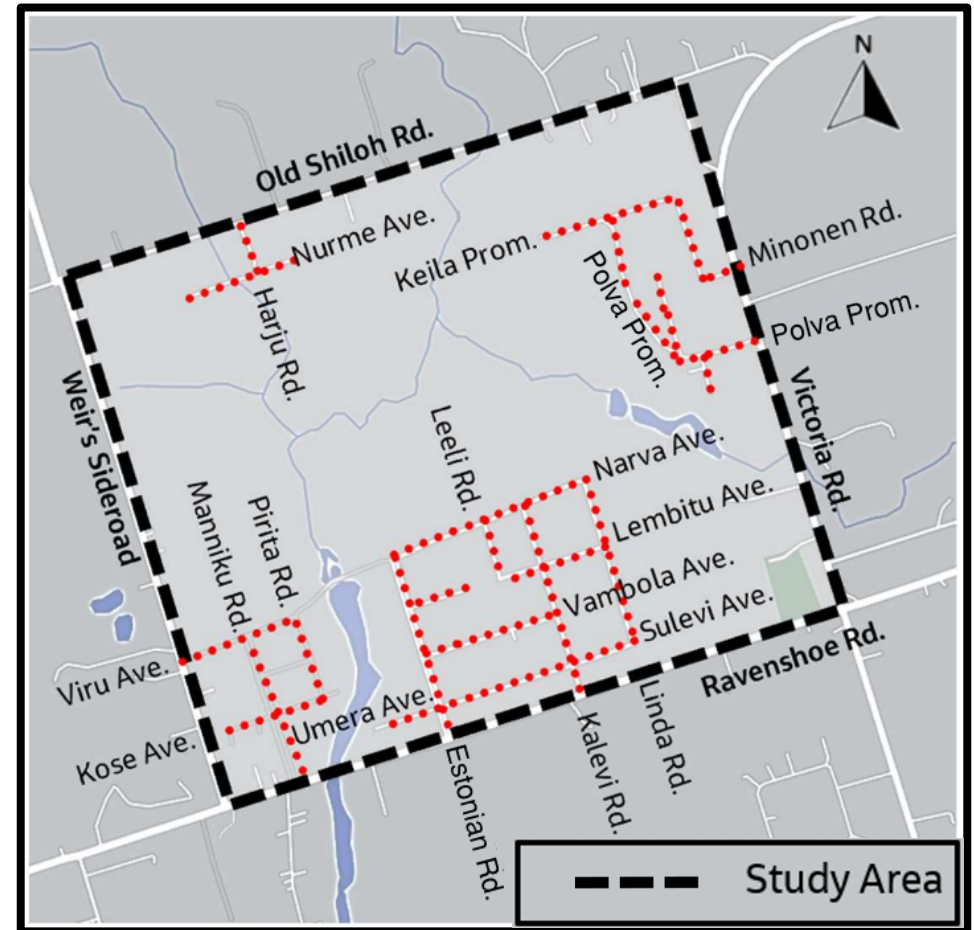 N
Old Shiloh Rd.
Nurme Ave.
Minonen Rd.
Keila Prom.
Polva Prom.
Polva Prom.
Harju Rd.
Weir's Sideroad
Victoria Rd.
Leeli Rd.
Narva Ave.
Manniku Rd.
Pirita Rd.
Lembitu Ave.
Vambola Ave.
Sulevi Ave.
Viru Ave.
Ravenshoe Rd.
Umera Ave.
Kose Ave.
Linda Rd.
Kalevi Rd.
Estonian Rd.
Study Area